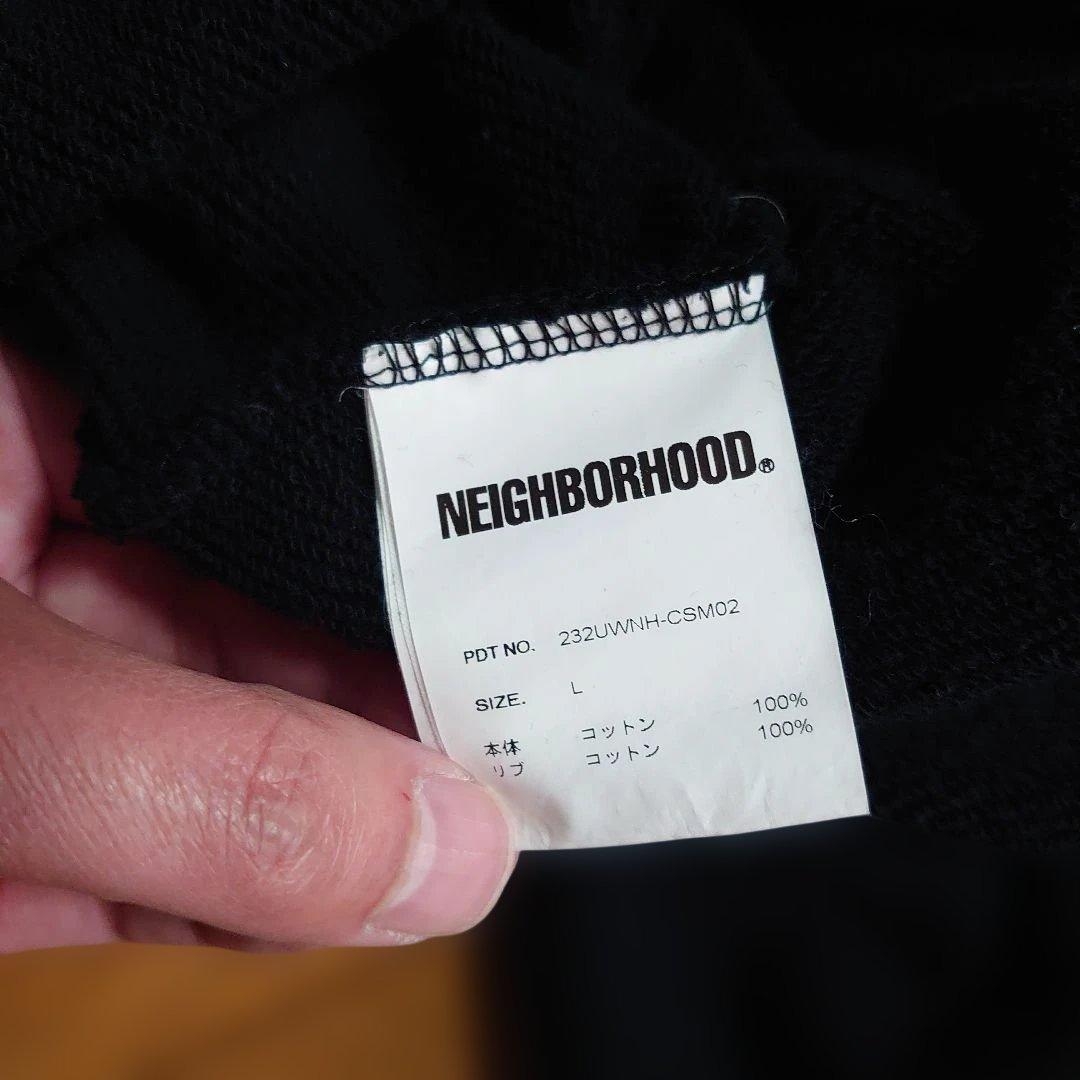 NEIGHBORHOOD®
PDT NO. 232UWNH-CSM02
SIZE. L
本体 コットン 100%
リブ コットン 100%